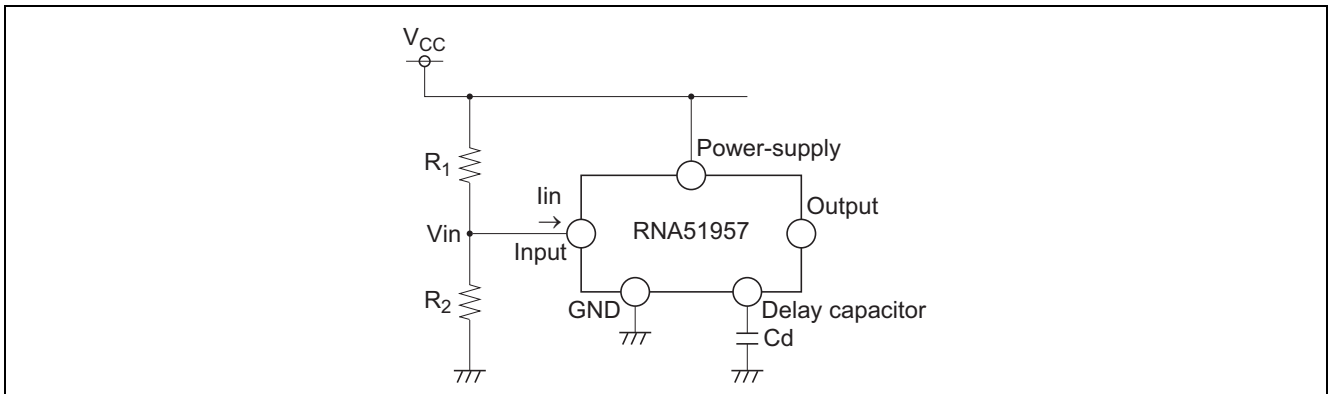 VCC
Power-supply
R1
Iin
→
Output
RNA51957
Vin
Input
R2
GND
Delay capacitor
Cd